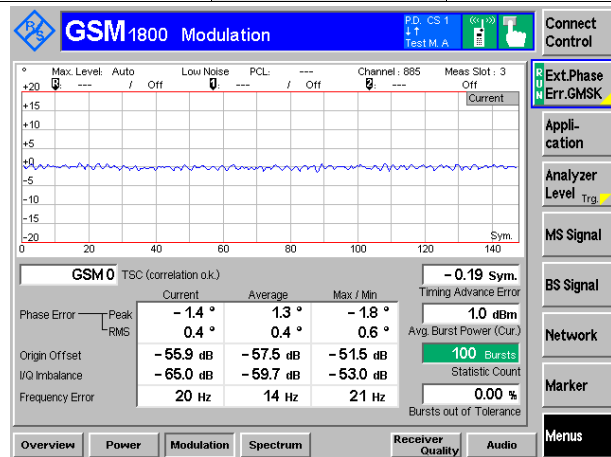 R&S GSM1800 Modulation P.D. CS 1 ↓↑ Test M. A
Connect Control
° Max. Level: Auto Low Noise PCL: --- Channel : 885 Meas Slot : 3
+20 --- / Off 1: --- / Off 2: --- Off
Current
+15
+10
+5
+0
-5
-10
-15
-20 Sym.
0 20 40 60 80 100 120 140
RUN Ext.Phase Err.GMSK
Appli-
cation
Analyzer
Level Trg.
MS Signal
BS Signal
Network
Marker
Menus
GSM 0 TSC (correlation o.k.)
-0.19 Sym.
Timing Advance Error
Current Average Max / Min
Phase Error Peak -1.4 ° 1.3 ° -1.8 °
RMS 0.4 ° 0.4 ° 0.6 °
1.0 dBm
Avg. Burst Power (Cur.)
Origin Offset -55.9 dB -57.5 dB -51.5 dB
I/Q Imbalance -65.0 dB -59.7 dB -53.0 dB
Frequency Error 20 Hz 14 Hz 21 Hz
100 Bursts
Statistic Count
0.00 %
Bursts out of Tolerance
Overview Power Modulation Spectrum Receiver Quality Audio